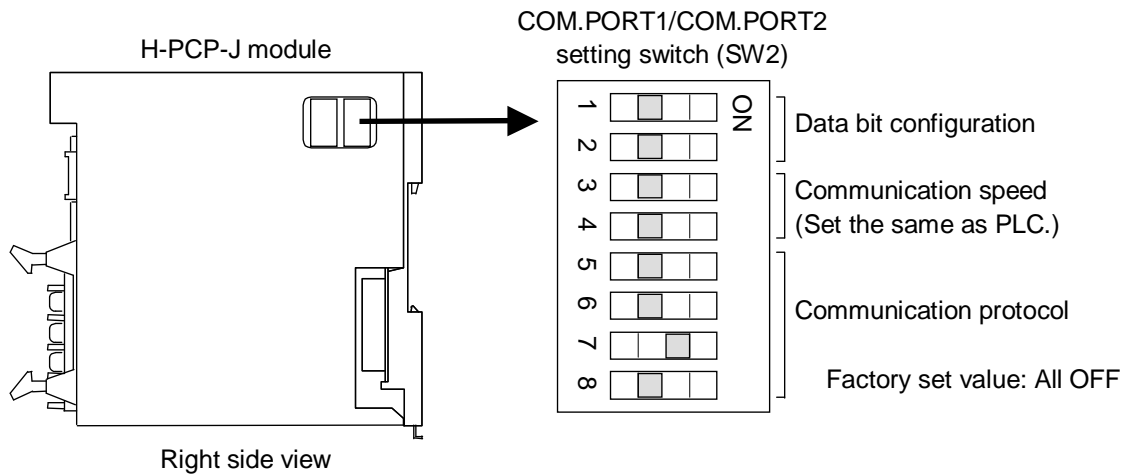 COM.PORT1/COM.PORT2
setting switch (SW2)
H-PCP-J module
ON
1
2
Data bit configuration
3
4
Communication speed
(Set the same as PLC.)
5
6
7
8
Communication protocol
Factory set value: All OFF
Right side view